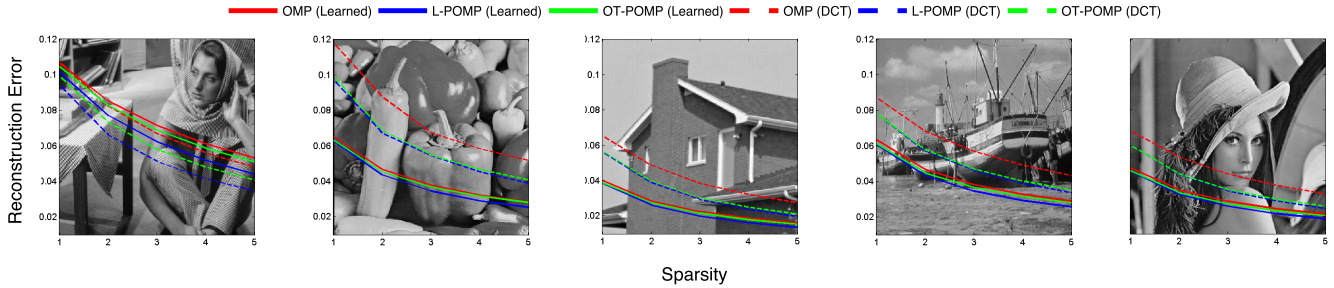 OMP (Learned) L-POMP (Learned) OT-POMP (Learned) OMP (DCT) L-POMP (DCT) OT-POMP (DCT)
Reconstruction Error
0.12 0.12 0.12 0.12 0.12
0.1 0.1 0.1 0.1 0.1
0.08 0.08 0.08 0.08 0.08
0.06 0.06 0.06 0.06 0.06
0.04 0.04 0.04 0.04 0.04
0.02 0.02 0.02 0.02 0.02
1 2 3 4 5 1 2 3 4 5 1 2 3 4 5 1 2 3 4 5 1 2 3 4 5
Sparsity